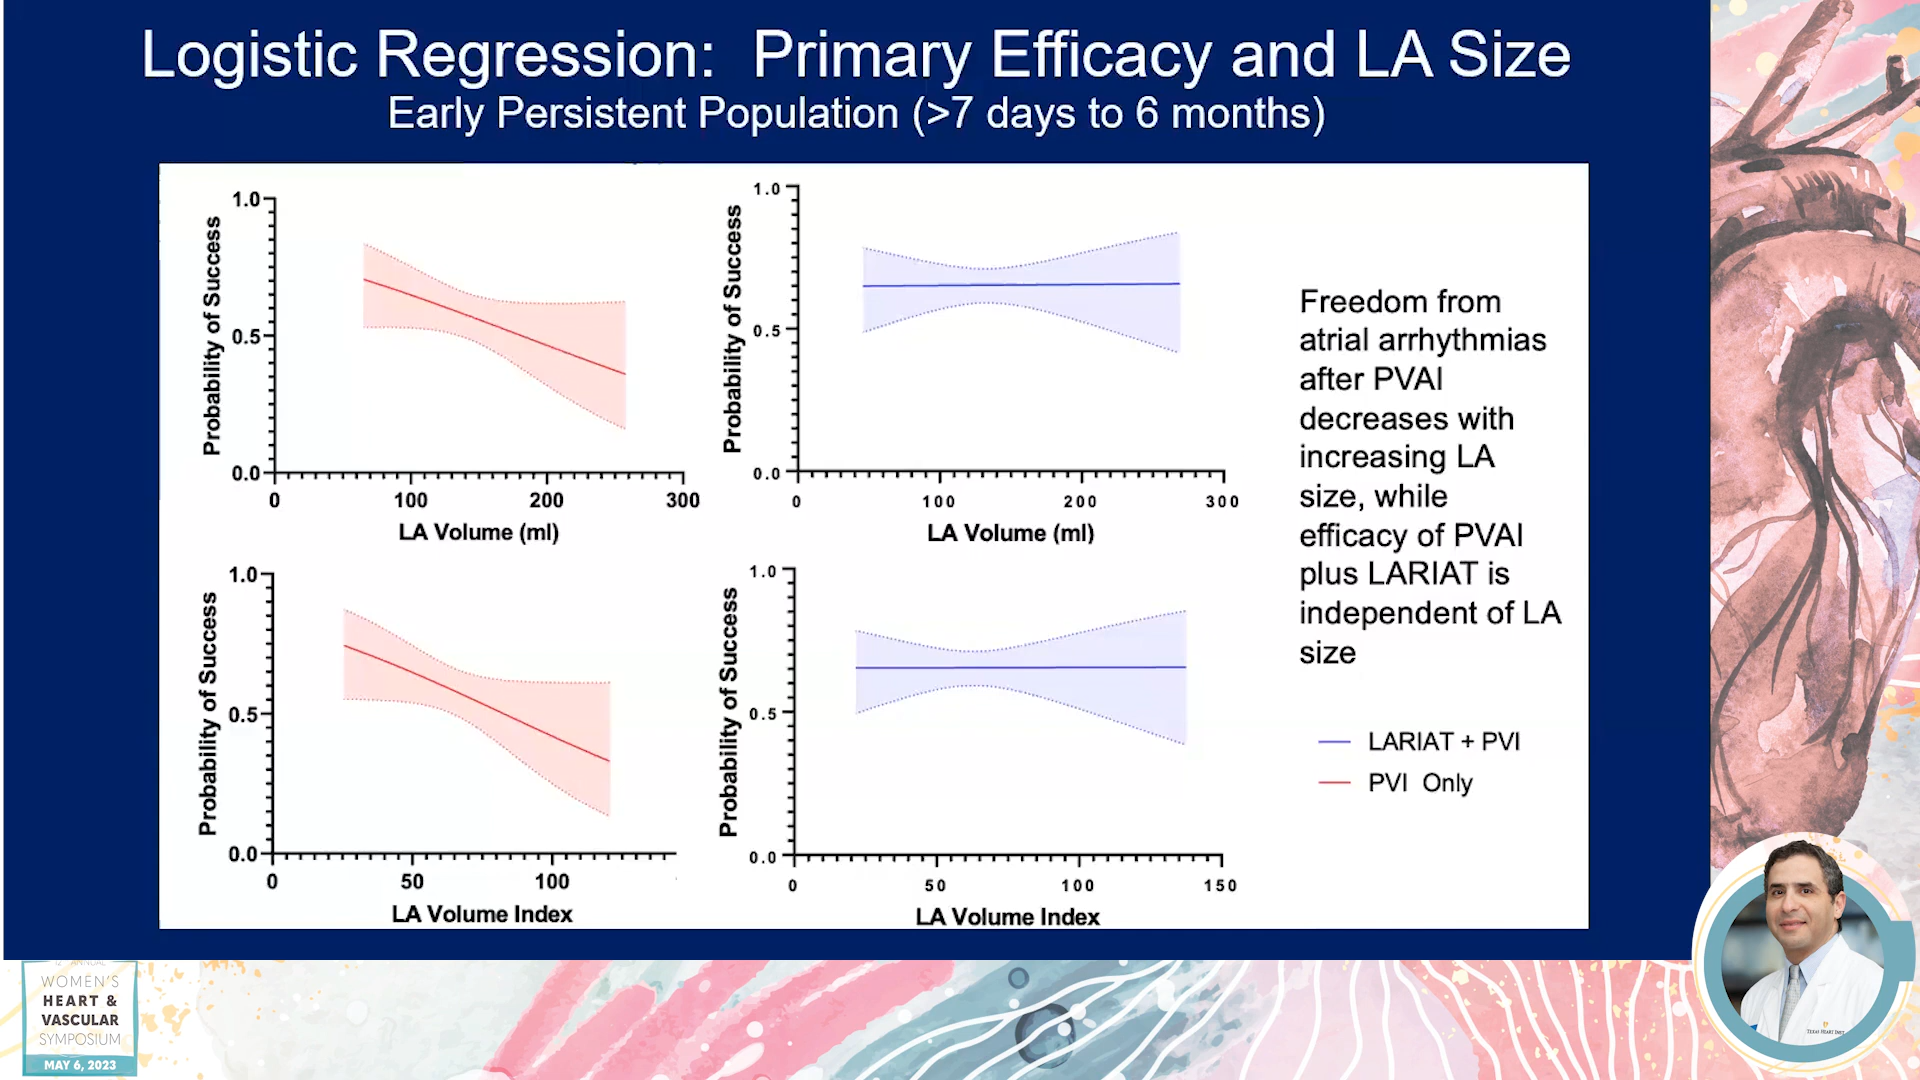 Logistic Regression: Primary Efficacy and LA Size
Early Persistent Population (>7 days to 6 months)
1.0
0.5
0.0
Probability of Success
0
100
200
300
LA Volume (ml)
1.0
0.5
0.0
Probability of Success
0
100
200
300
LA Volume (ml)
1.0
0.5
0.0
Probability of Success
0
50
100
LA Volume Index
1.0
0.5
0.0
Probability of Success
0
50
100
150
LA Volume Index
Freedom from
atrial arrhythmias
after PVAI
decreases with
increasing LA
size, while
efficacy of PVAI
plus LARIAT is
independent of LA
size
LARIAT + PVI
PVI Only
ANNUAL
WOMEN'S
HEART &
VASCULAR
SYMPOSIUM
MAY 6, 2023